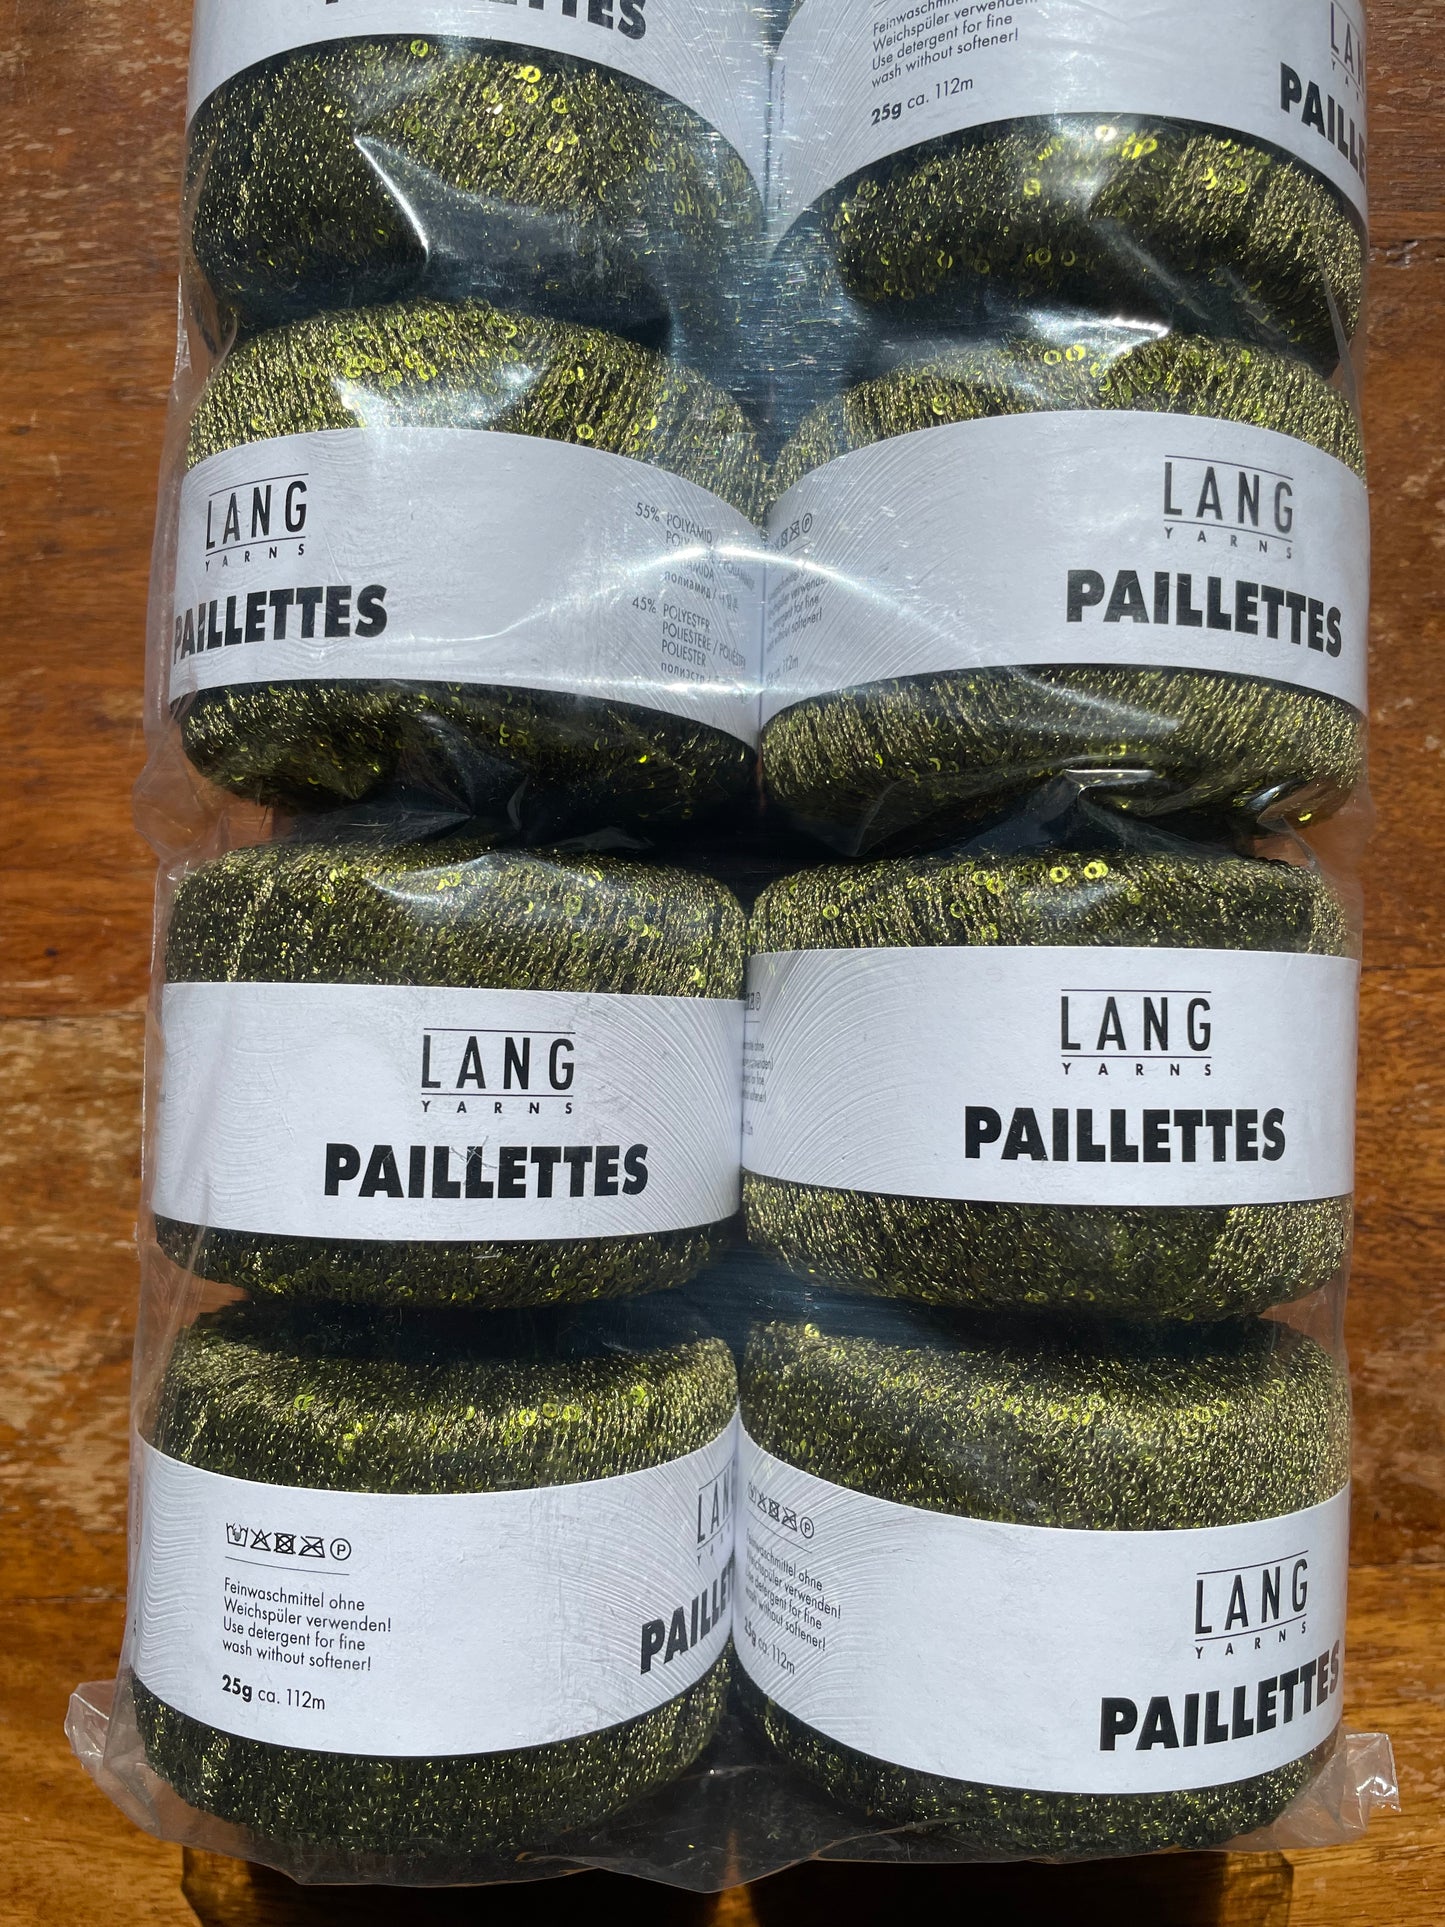 Weichspüler verwenden!
Use detergent for fine
wash without softener!
25g ca. 112m
LANG
YARNS
PAILLETTES
55% POLYAMID
45% POLYESTER
POLIESTERE /
POLIESTER
LANG
YARNS
PAILLETTES
LANG
YARNS
PAILLETTES
LANG
YARNS
PAILLETTES
Feinwaschmittel ohne
Weichspüler verwenden!
Use detergent for fine
wash without softener!
25g ca. 112m
Feinwaschmittel ohne
Weichspüler verwenden!
Use detergent for fine
wash without softener!
25g ca. 112m
LANG
YARNS
PAILLETTES